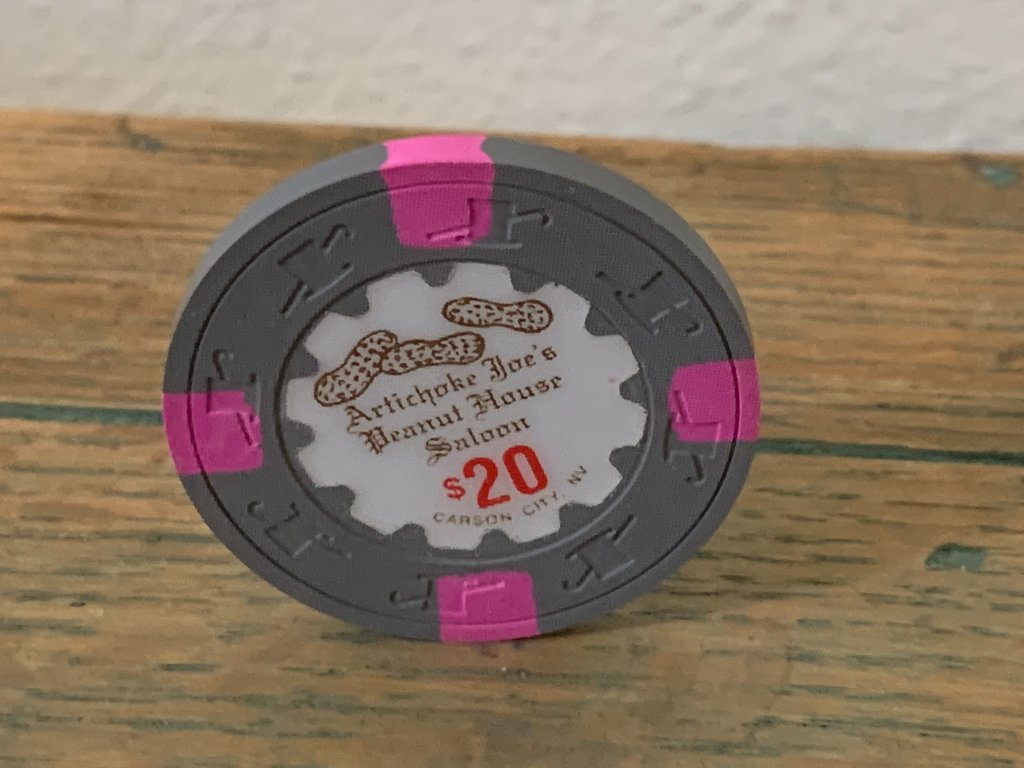 Artichoke Joe's
Peanut House
Saloon
$20
CARSON CITY, NV